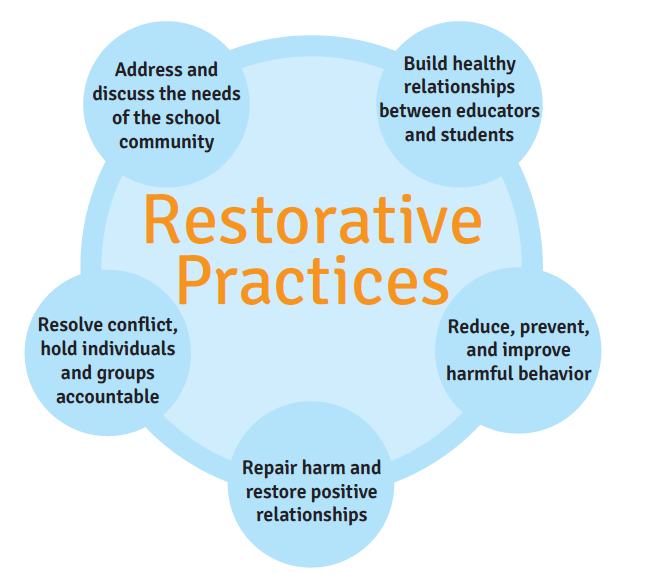 Address and
discuss the needs
of the school
community
Build healthy
relationships
between educators
and students
Restorative
Practices
Resolve conflict,
hold individuals
and groups
accountable
Reduce, prevent,
and improve
harmful behavior
Repair harm and
restore positive
relationships